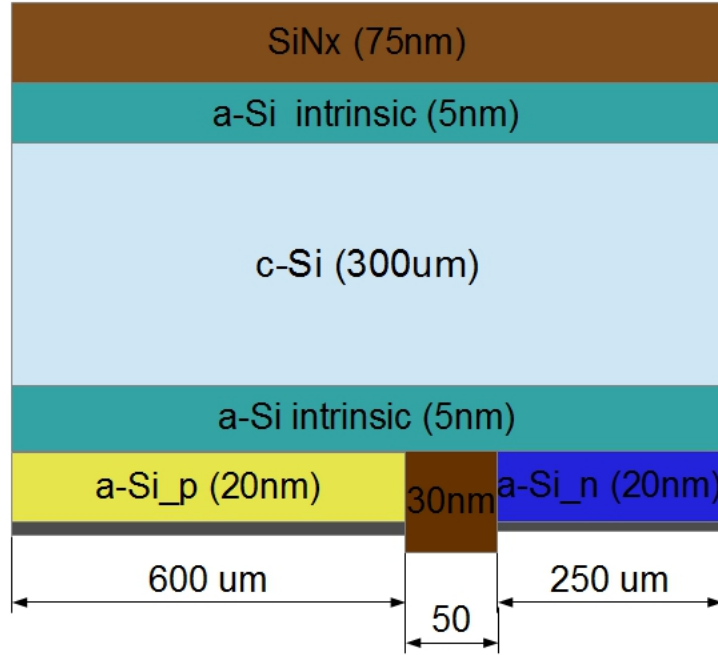 SiNx (75nm)
a-Si intrinsic (5nm)
c-Si (300um)
a-Si intrinsic (5nm)
a-Si_p (20nm)
30nm
a-Si_n (20nm)
600 um
250 um
50